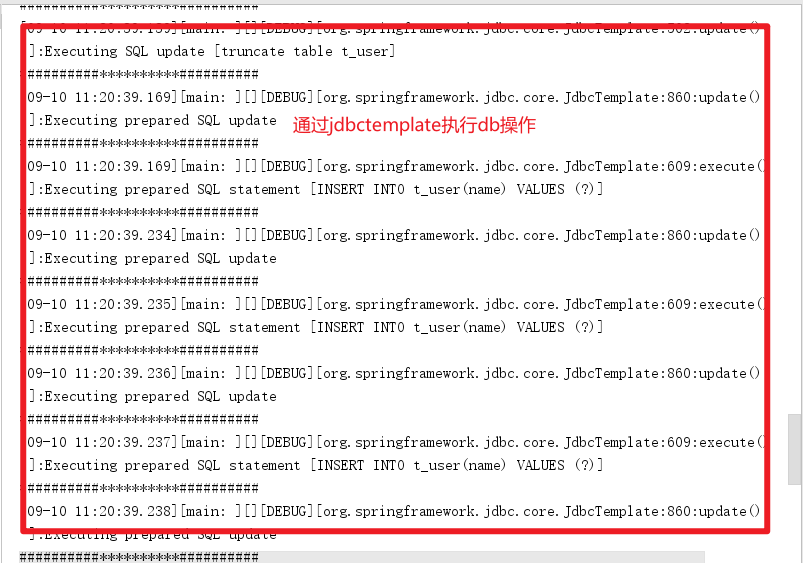 ##########**********##########
[09-10 11:20:39.139][main: ][][DEBUG][org.springframework.jdbc.core.JdbcTemplate:502:update()
]:Executing SQL update [truncate table t_user]
##########**********##########
09-10 11:20:39.169][main: ][][DEBUG][org.springframework.jdbc.core.JdbcTemplate:860:update()
]:Executing prepared SQL update
通过jdbctemplate执行db操作
##########**********##########
09-10 11:20:39.169][main: ][][DEBUG][org.springframework.jdbc.core.JdbcTemplate:609:execute()
]:Executing prepared SQL statement [INSERT INTO t_user(name) VALUES (?)]
##########**********##########
09-10 11:20:39.234][main: ][][DEBUG][org.springframework.jdbc.core.JdbcTemplate:860:update()
]:Executing prepared SQL update
##########**********##########
09-10 11:20:39.235][main: ][][DEBUG][org.springframework.jdbc.core.JdbcTemplate:609:execute()
]:Executing prepared SQL statement [INSERT INTO t_user(name) VALUES (?)]
##########**********##########
09-10 11:20:39.236][main: ][][DEBUG][org.springframework.jdbc.core.JdbcTemplate:860:update()
]:Executing prepared SQL update
##########**********##########
09-10 11:20:39.237][main: ][][DEBUG][org.springframework.jdbc.core.JdbcTemplate:609:execute()
]:Executing prepared SQL statement [INSERT INTO t_user(name) VALUES (?)]
##########**********##########
09-10 11:20:39.238][main: ][][DEBUG][org.springframework.jdbc.core.JdbcTemplate:860:update()
]:Executing prepared SQL update
##########**********##########